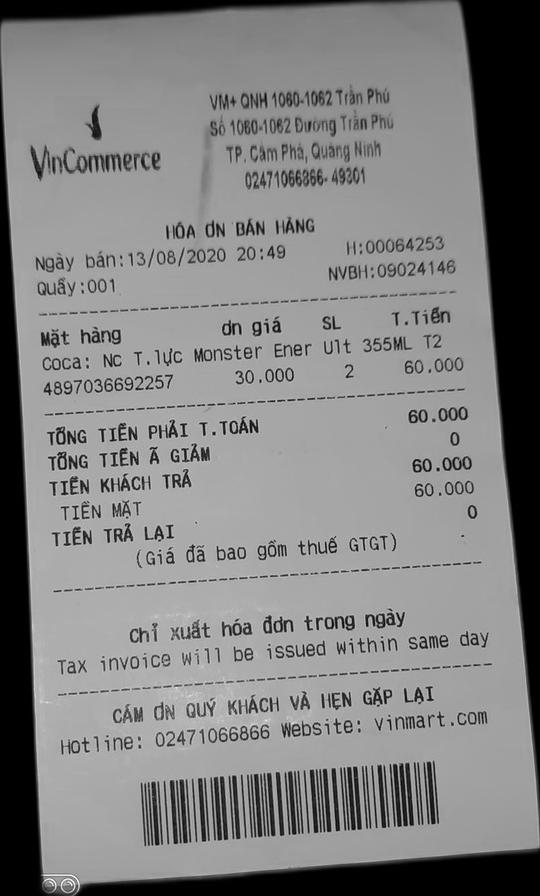 VinCommerce
VM+ QNH 1060-1062 Trần Phú
Số 1060-1062 Đường Trần Phú
TP. Cẩm Phả, Quảng Ninh
02471066866- 49301
HÓA ƠN BÁN HÀNG
Ngày bán:13/08/2020 20:49 H:00064253
Quầy:001 NVBH:09024146
Mặt hàng ơn giá SL T.Tiền
Coca: Nc T.lực Monster Ener Ult 355ML T2
4897036692257 30.000 2 60.000
TỔNG TIỀN PHẢI T.TOÁN 60.000
TỔNG TIỀN Ã GIẢM 0
TIỀN KHÁCH TRẢ 60.000
TIỀN MẶT 60.000
TIỀN TRẢ LẠI 0
(Giá đã bao gồm thuế GTGT)
Chỉ xuất hóa đơn trong ngày
Tax invoice will be issued within same day
CẢM ƠN QUÝ KHÁCH VÀ HẸN GẶP LẠI
Hotline: 02471066866 Website: vinmart.com